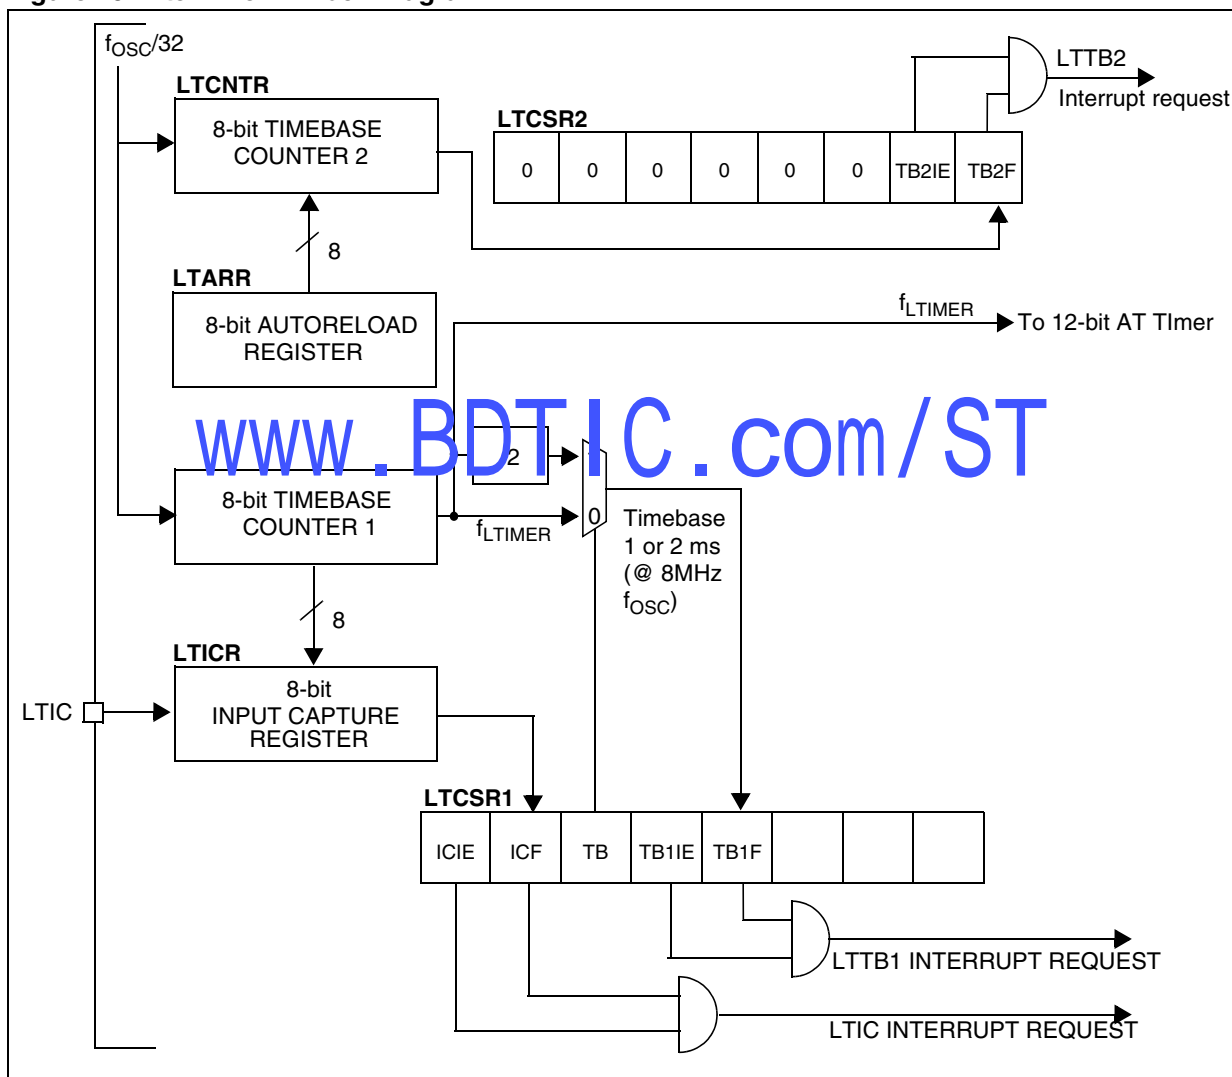 fOSC/32
LTCNTR
8-bit TIMEBASE
COUNTER 2
8
LTARR
8-bit AUTORELOAD
REGISTER
LTCSR2
0 0 0 0 0 0 TB2IE TB2F
LTTB2
Interrupt request
fLTIMER
To 12-bit AT TImer
www.BDTIC.com/ST
2
8-bit TIMEBASE
COUNTER 1
fLTIMER
0
Timebase
1 or 2 ms
(@ 8MHz
fOSC)
8
LTICR
LTIC
8-bit
INPUT CAPTURE
REGISTER
LTCSR1
ICIE ICF TB TB1IE TB1F
LTTB1 INTERRUPT REQUEST
LTIC INTERRUPT REQUEST